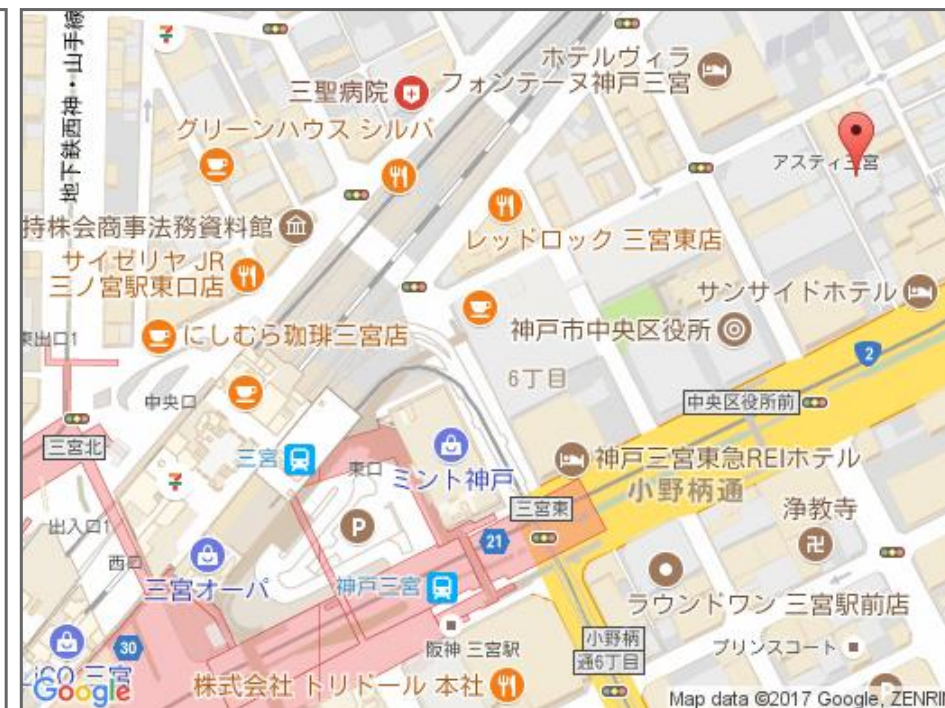 地下鉄西神・山手線
三聖病院
ホテルヴィラ
フォンテーヌ神戸三宮
グリーンハウス シルバ
アスティ三宮
持株会商事法務資料館
レッドロック 三宮東店
サイゼリヤ JR
三ノ宮駅東口店
サンサイドホテル
東出口1
にしむら珈琲三宮店
神戸市中央区役所
2
6丁目
中央口
中央区役所前
三宮北
三宮
東口
ミント神戸
神戸三宮東急REIホテル
小野柄通
三宮東
浄教寺
出入口1
21
西口
三宮オーパ
神戸三宮
ラウンドワン 三宮駅前店
30
阪神 三宮駅
小野柄
通6丁目
プリンスコート
三宮
Google
株式会社 トリドール 本社
Map data ©2017 Google, ZENRIN